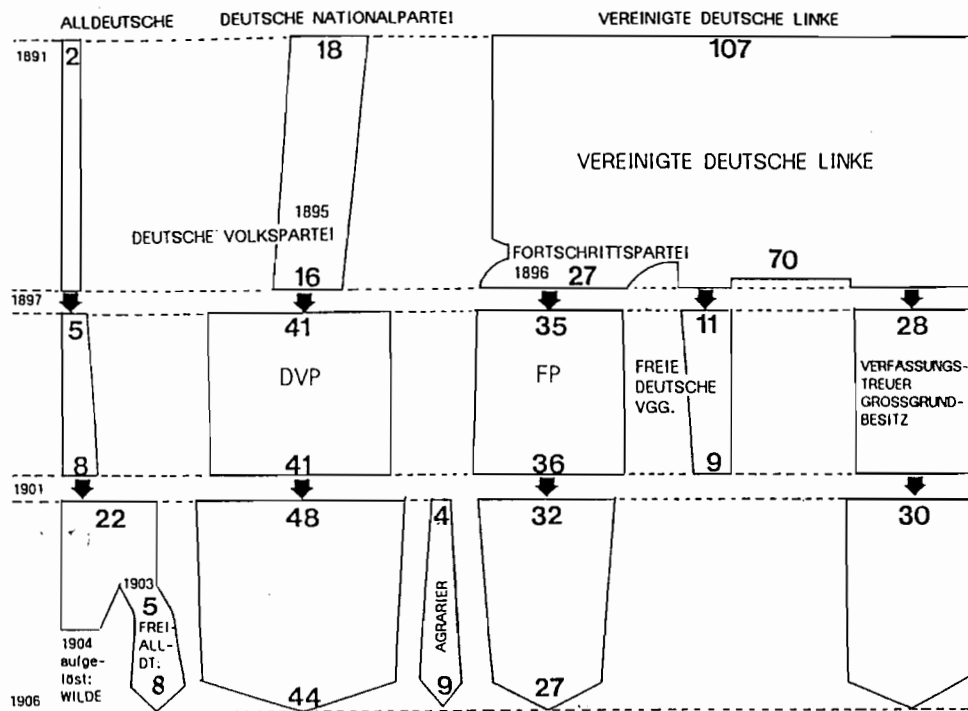 ALLDEUTSCHE DEUTSCHE NATIONALPARTEI VEREINIGTE DEUTSCHE LINKE
1891 2 18 107
VEREINIGTE DEUTSCHE LINKE
1895
DEUTSCHE VOLKSPARTEI
FORTSCHRITTSPARTEI
16 1896 27 70
1897
5 41 35 11 28
DVP FP
FREIE
DEUTSCHE
VGG.
VERFASSUNGS-
TREUER
GROSSGRUND-
BESITZ
8 41 36 9
1901
22 48 4 32 30
1903
5
FREI-
ALL-
DT:
8
1904
aufge-
löst:
WILDE
AGRARIER
1906 44 9 27